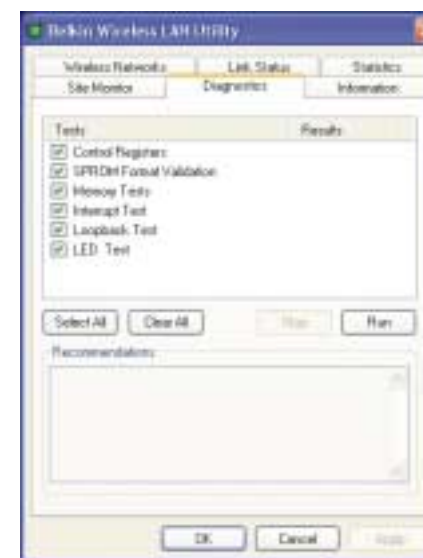 Belkin Wireless LAN Utility
Wireless Networks Link Status Statistics
Site Monitor Diagnostics Information
Tests Results
Control Registers
SPROM Format Validation
Memory Tests
Interrupt Test
Loopback Test
LED Test
Select All Clear All Stop Run
Recommendations
OK Cancel Apply